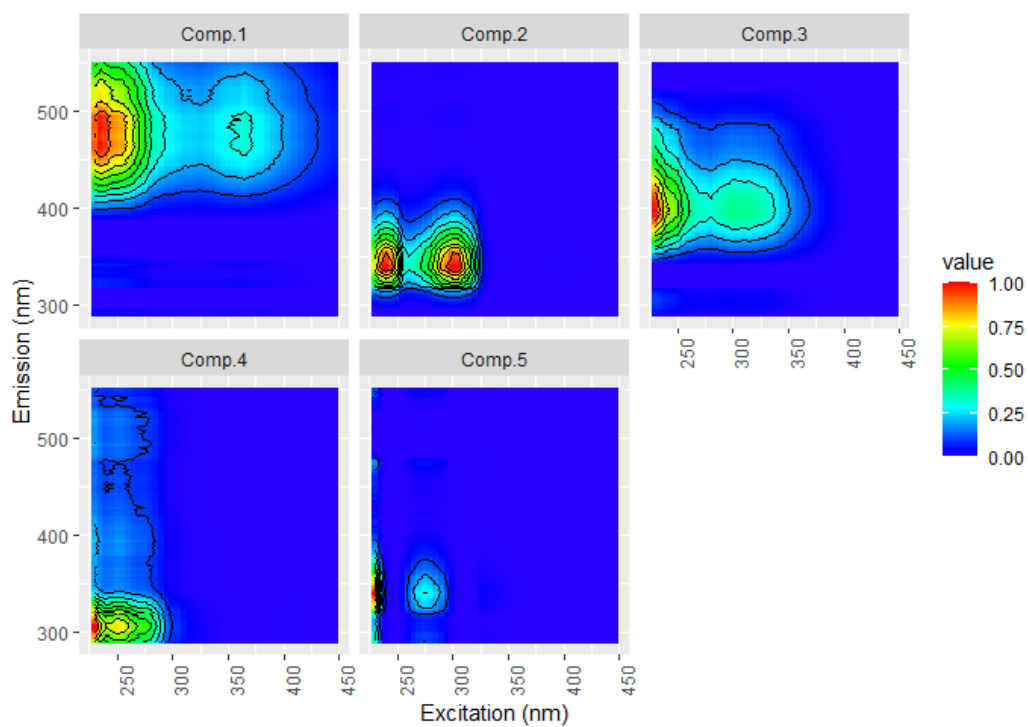 Comp.1 Comp.2 Comp.3
500
400
300
250 300 350 400 450
Comp.4 Comp.5
500
400
300
250 300 350 400 450 250 300 350 400 450
Emission (nm)
Excitation (nm)
value
1.00
0.75
0.50
0.25
0.00